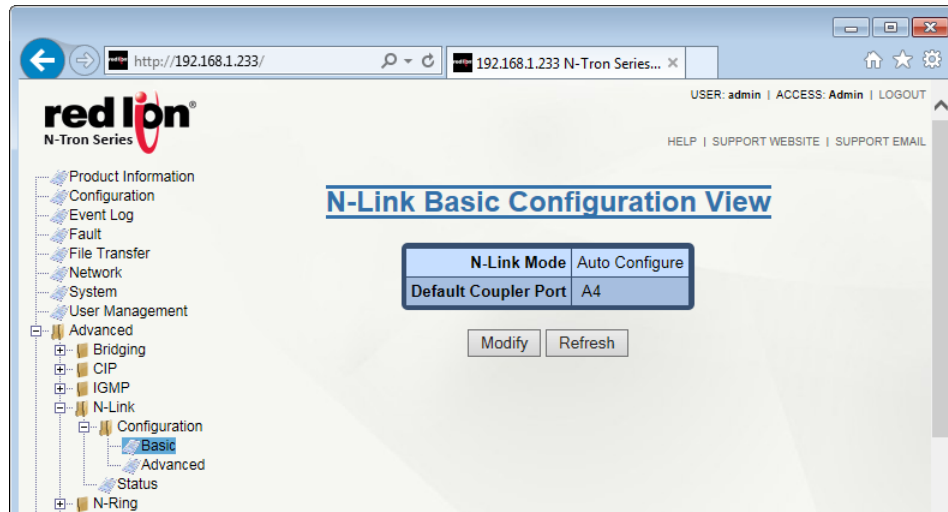 http://192.168.1.233/
192.168.1.233 N-Tron Series...
USER: admin | ACCESS: Admin | LOGOUT
red lion®
N-Tron Series
HELP | SUPPORT WEBSITE | SUPPORT EMAIL
Product Information
Configuration
Event Log
Fault
File Transfer
Network
System
User Management
Advanced
Bridging
CIP
IGMP
N-Link
Configuration
Basic
Advanced
Status
N-Ring
N-Link Basic Configuration View
N-Link Mode Auto Configure
Default Coupler Port A4
Modify Refresh